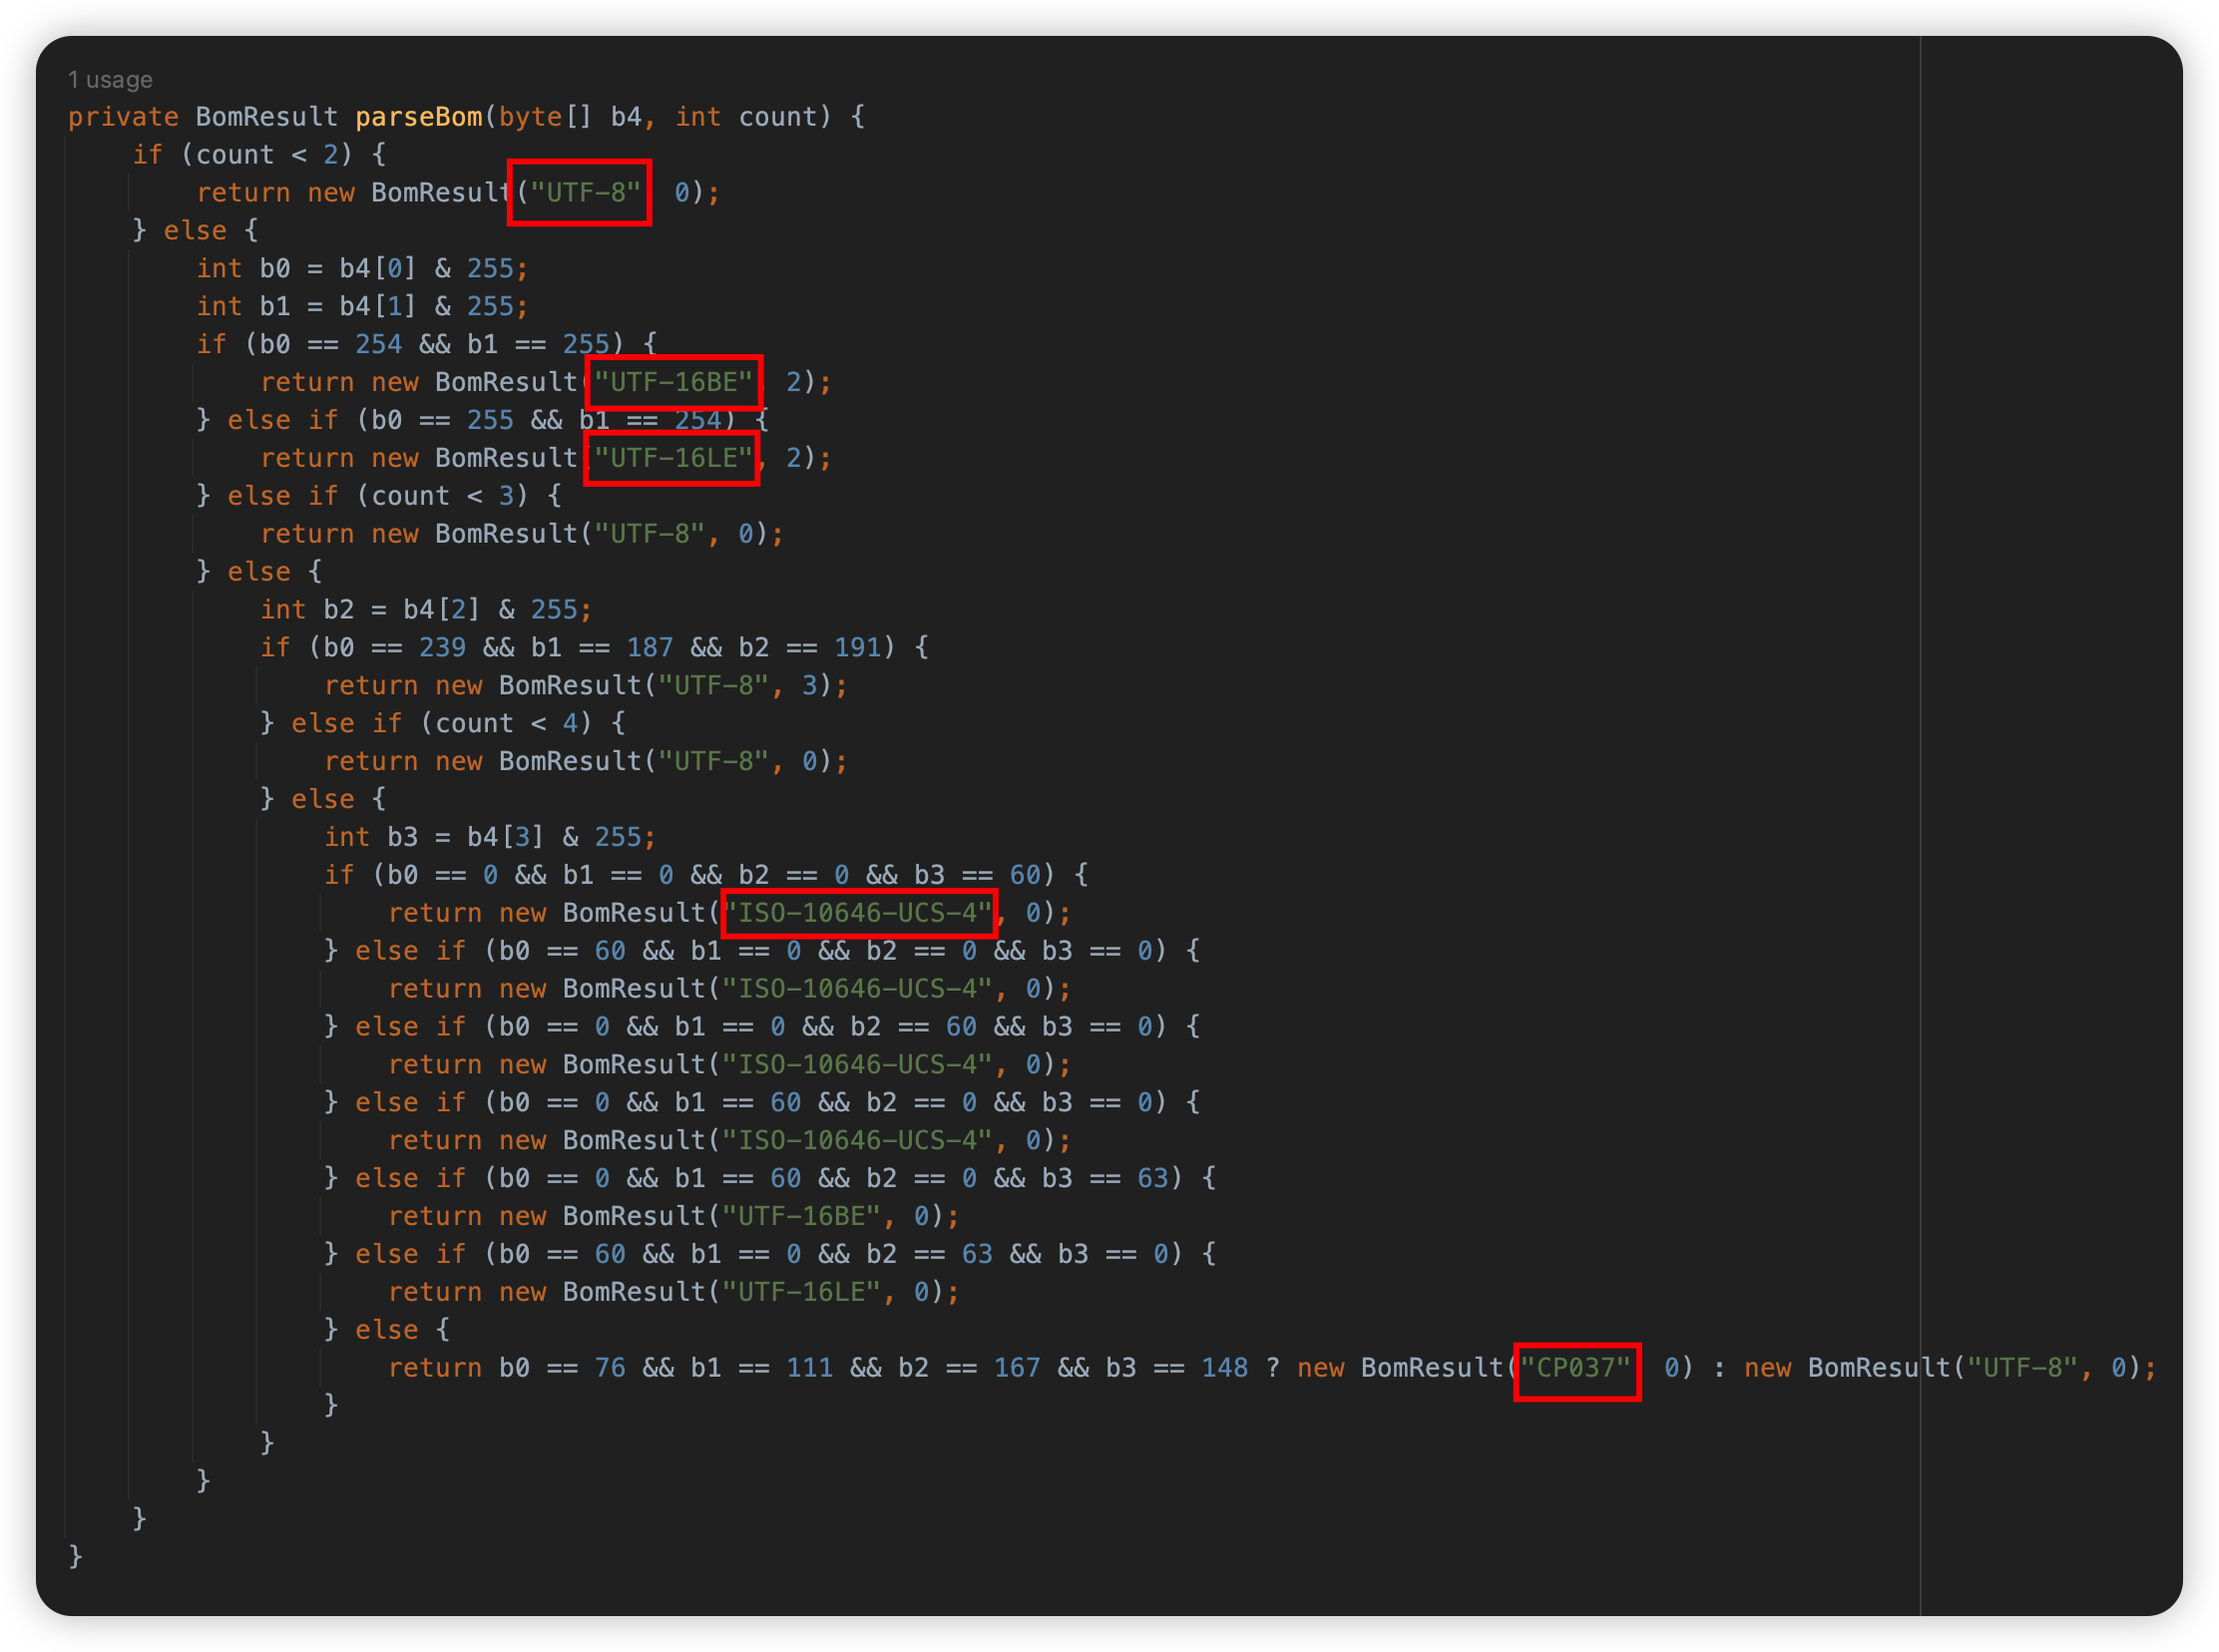 1 usage
private BomResult parseBom(byte[] b4, int count) {
if (count < 2) {
return new BomResult("UTF-8" 0);
} else {
int b0 = b4[0] & 255;
int b1 = b4[1] & 255;
if (b0 == 254 && b1 == 255) {
return new BomResult("UTF-16BE", 2);
} else if (b0 == 255 && b1 == 254) {
return new BomResult("UTF-16LE", 2);
} else if (count < 3) {
return new BomResult("UTF-8", 0);
} else {
int b2 = b4[2] & 255;
if (b0 == 239 && b1 == 187 && b2 == 191) {
return new BomResult("UTF-8", 3);
} else if (count < 4) {
return new BomResult("UTF-8", 0);
} else {
int b3 = b4[3] & 255;
if (b0 == 0 && b1 == 0 && b2 == 0 && b3 == 60) {
return new BomResult("ISO-10646-UCS-4", 0);
} else if (b0 == 60 && b1 == 0 && b2 == 0 && b3 == 0) {
return new BomResult("ISO-10646-UCS-4", 0);
} else if (b0 == 0 && b1 == 0 && b2 == 60 && b3 == 0) {
return new BomResult("ISO-10646-UCS-4", 0);
} else if (b0 == 0 && b1 == 60 && b2 == 0 && b3 == 0) {
return new BomResult("ISO-10646-UCS-4", 0);
} else if (b0 == 0 && b1 == 60 && b2 == 0 && b3 == 63) {
return new BomResult("UTF-16BE", 0);
} else if (b0 == 60 && b1 == 0 && b2 == 63 && b3 == 0) {
return new BomResult("UTF-16LE", 0);
} else {
return b0 == 76 && b1 == 111 && b2 == 167 && b3 == 148 ? new BomResult("CP037" 0) : new BomResult("UTF-8", 0);
}
}
}
}
}